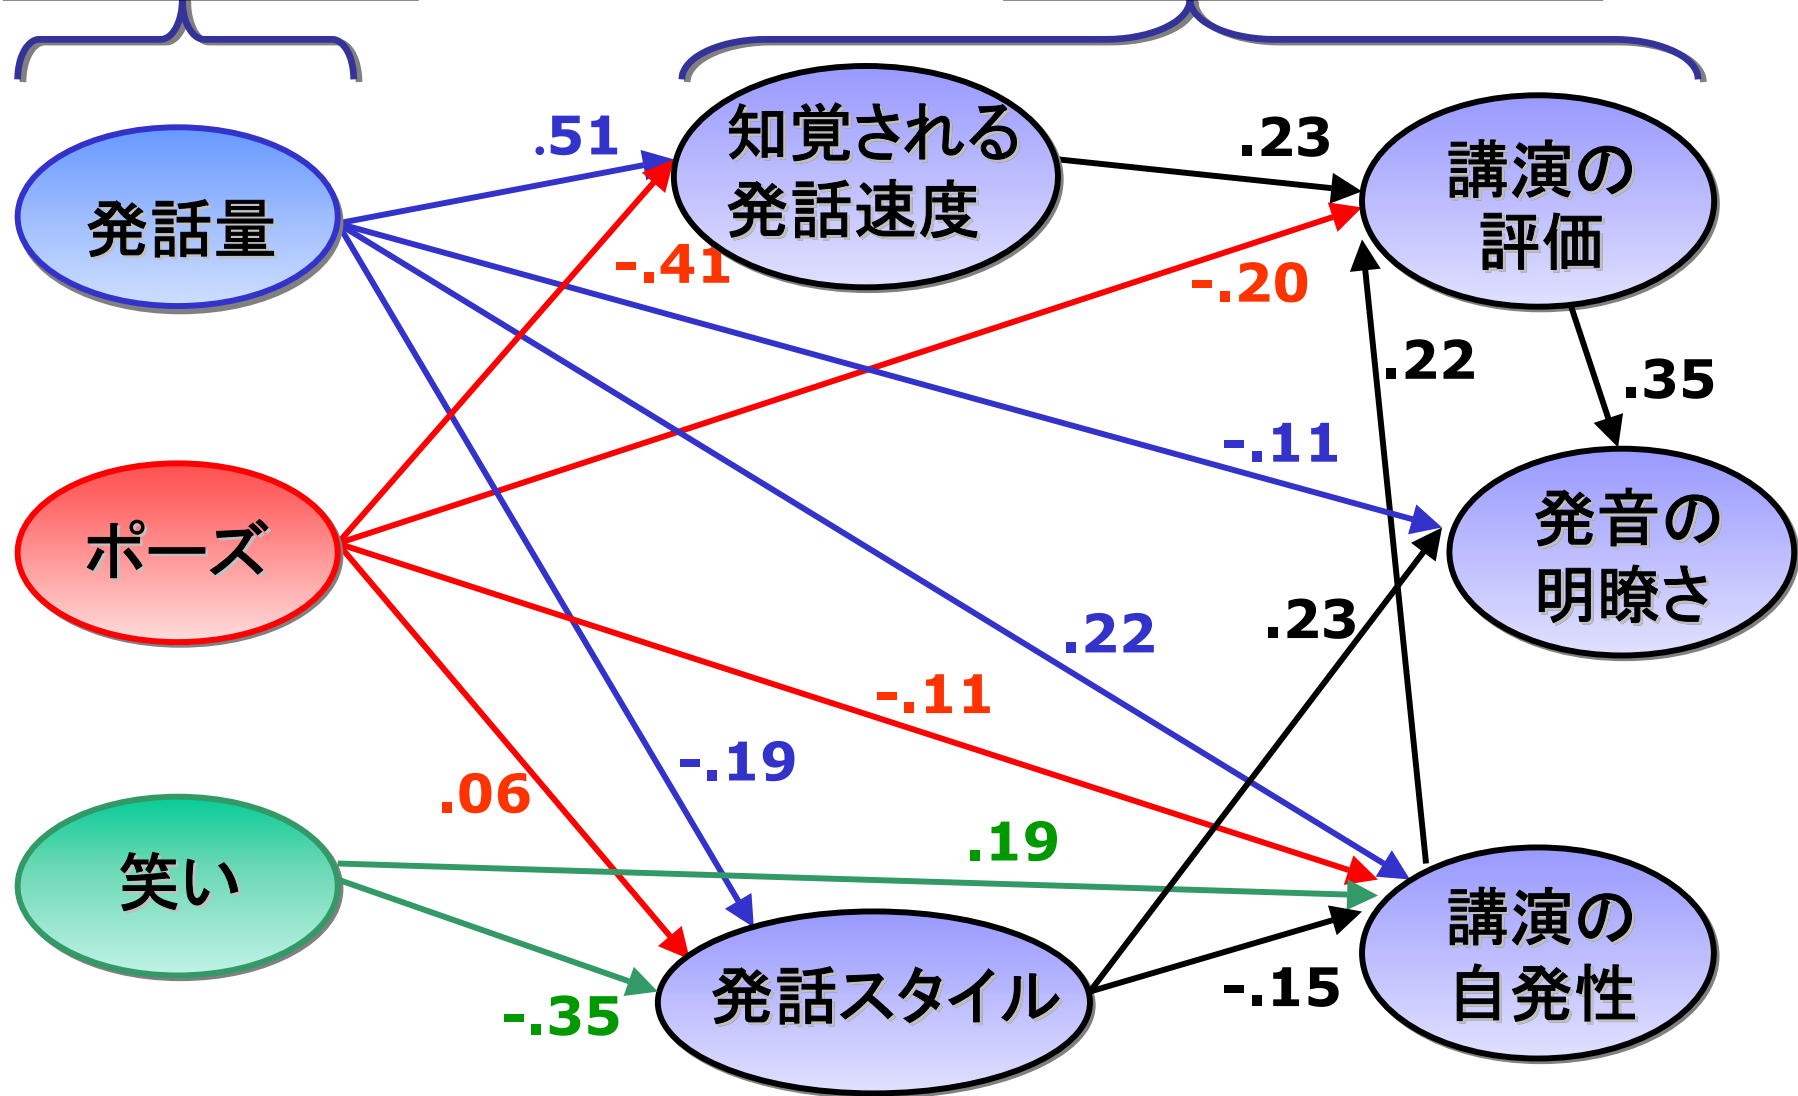 .51
知覚される
発話速度
.23
講演の
評価
発話量
-.41
-.20
.22
.35
-.11
発音の
明瞭さ
ポーズ
.23
.22
-.11
-.19
.06
.19
笑い
講演の
自発性
発話スタイル
-.15
-.35